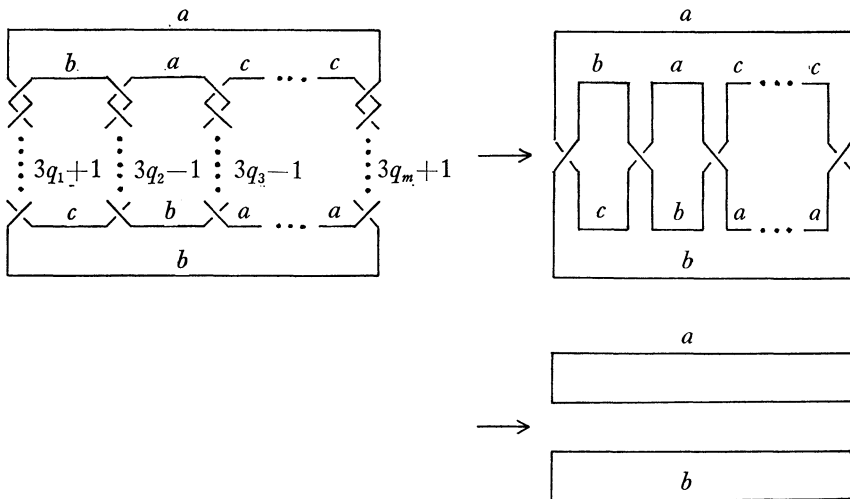 a a
b a c ... c b a c ... c
3q₁+1 3q₂−1 3q₃−1 3qₘ+1
c b a ... a c b a ... a
b b
a
b